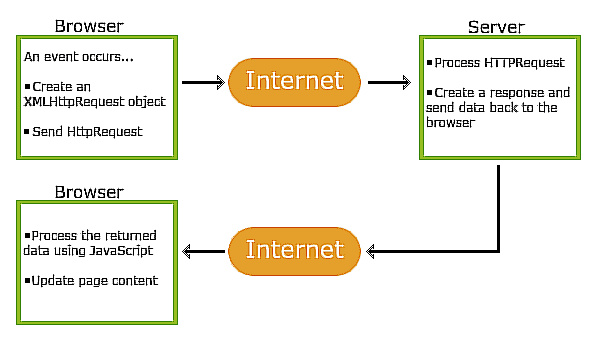 Browser
An event occurs...
▪Create an
XMLHttpRequest object
▪ Send HttpRequest
Internet
Server
▪Process HTTPRequest
▪Create a response and
send data back to the
browser
Browser
▪Process the returned
data using JavaScript
▪Update page content
Internet